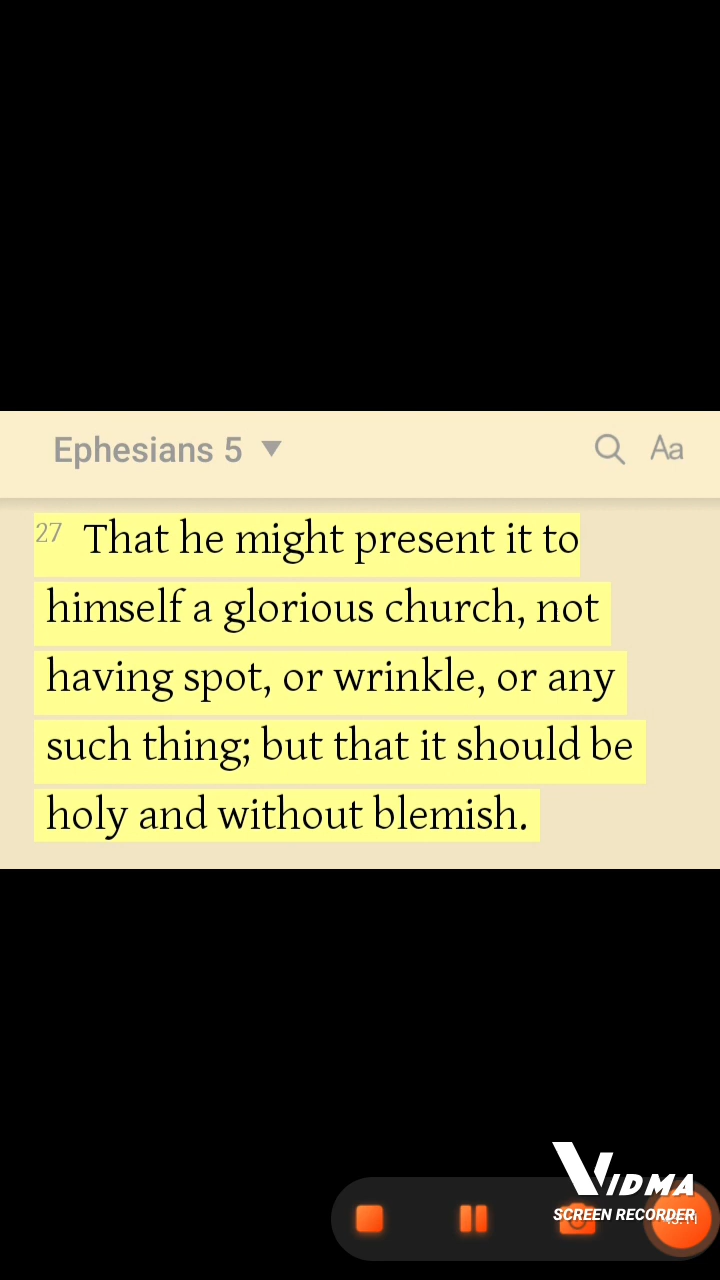 Ephesians 5
Aa
27 That he might present it to
himself a glorious church, not
having spot, or wrinkle, or any
such thing; but that it should be
holy and without blemish.
VIDMA
SCREEN RECORDER